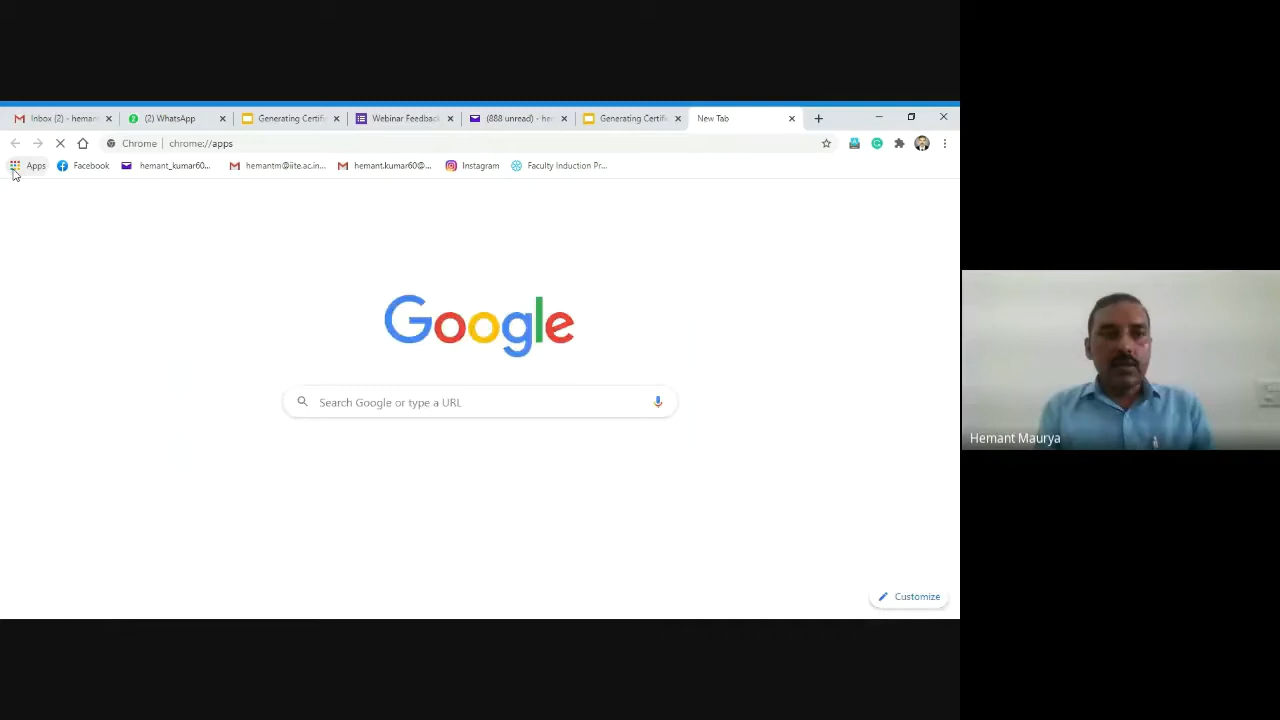 Inbox (2) - heman
(2) WhatsApp
Generating Certifi
Webinar Feedback
(888 unread) - he
Generating Certifi
New Tab
Chrome
chrome://apps
Apps
Facebook
hemant_kumar60...
hemantm@iite.ac.in...
hemant.kumar60@...
Instagram
Faculty Induction Pr...
Google
Search Google or type a URL
Customize
Hemant Maurya